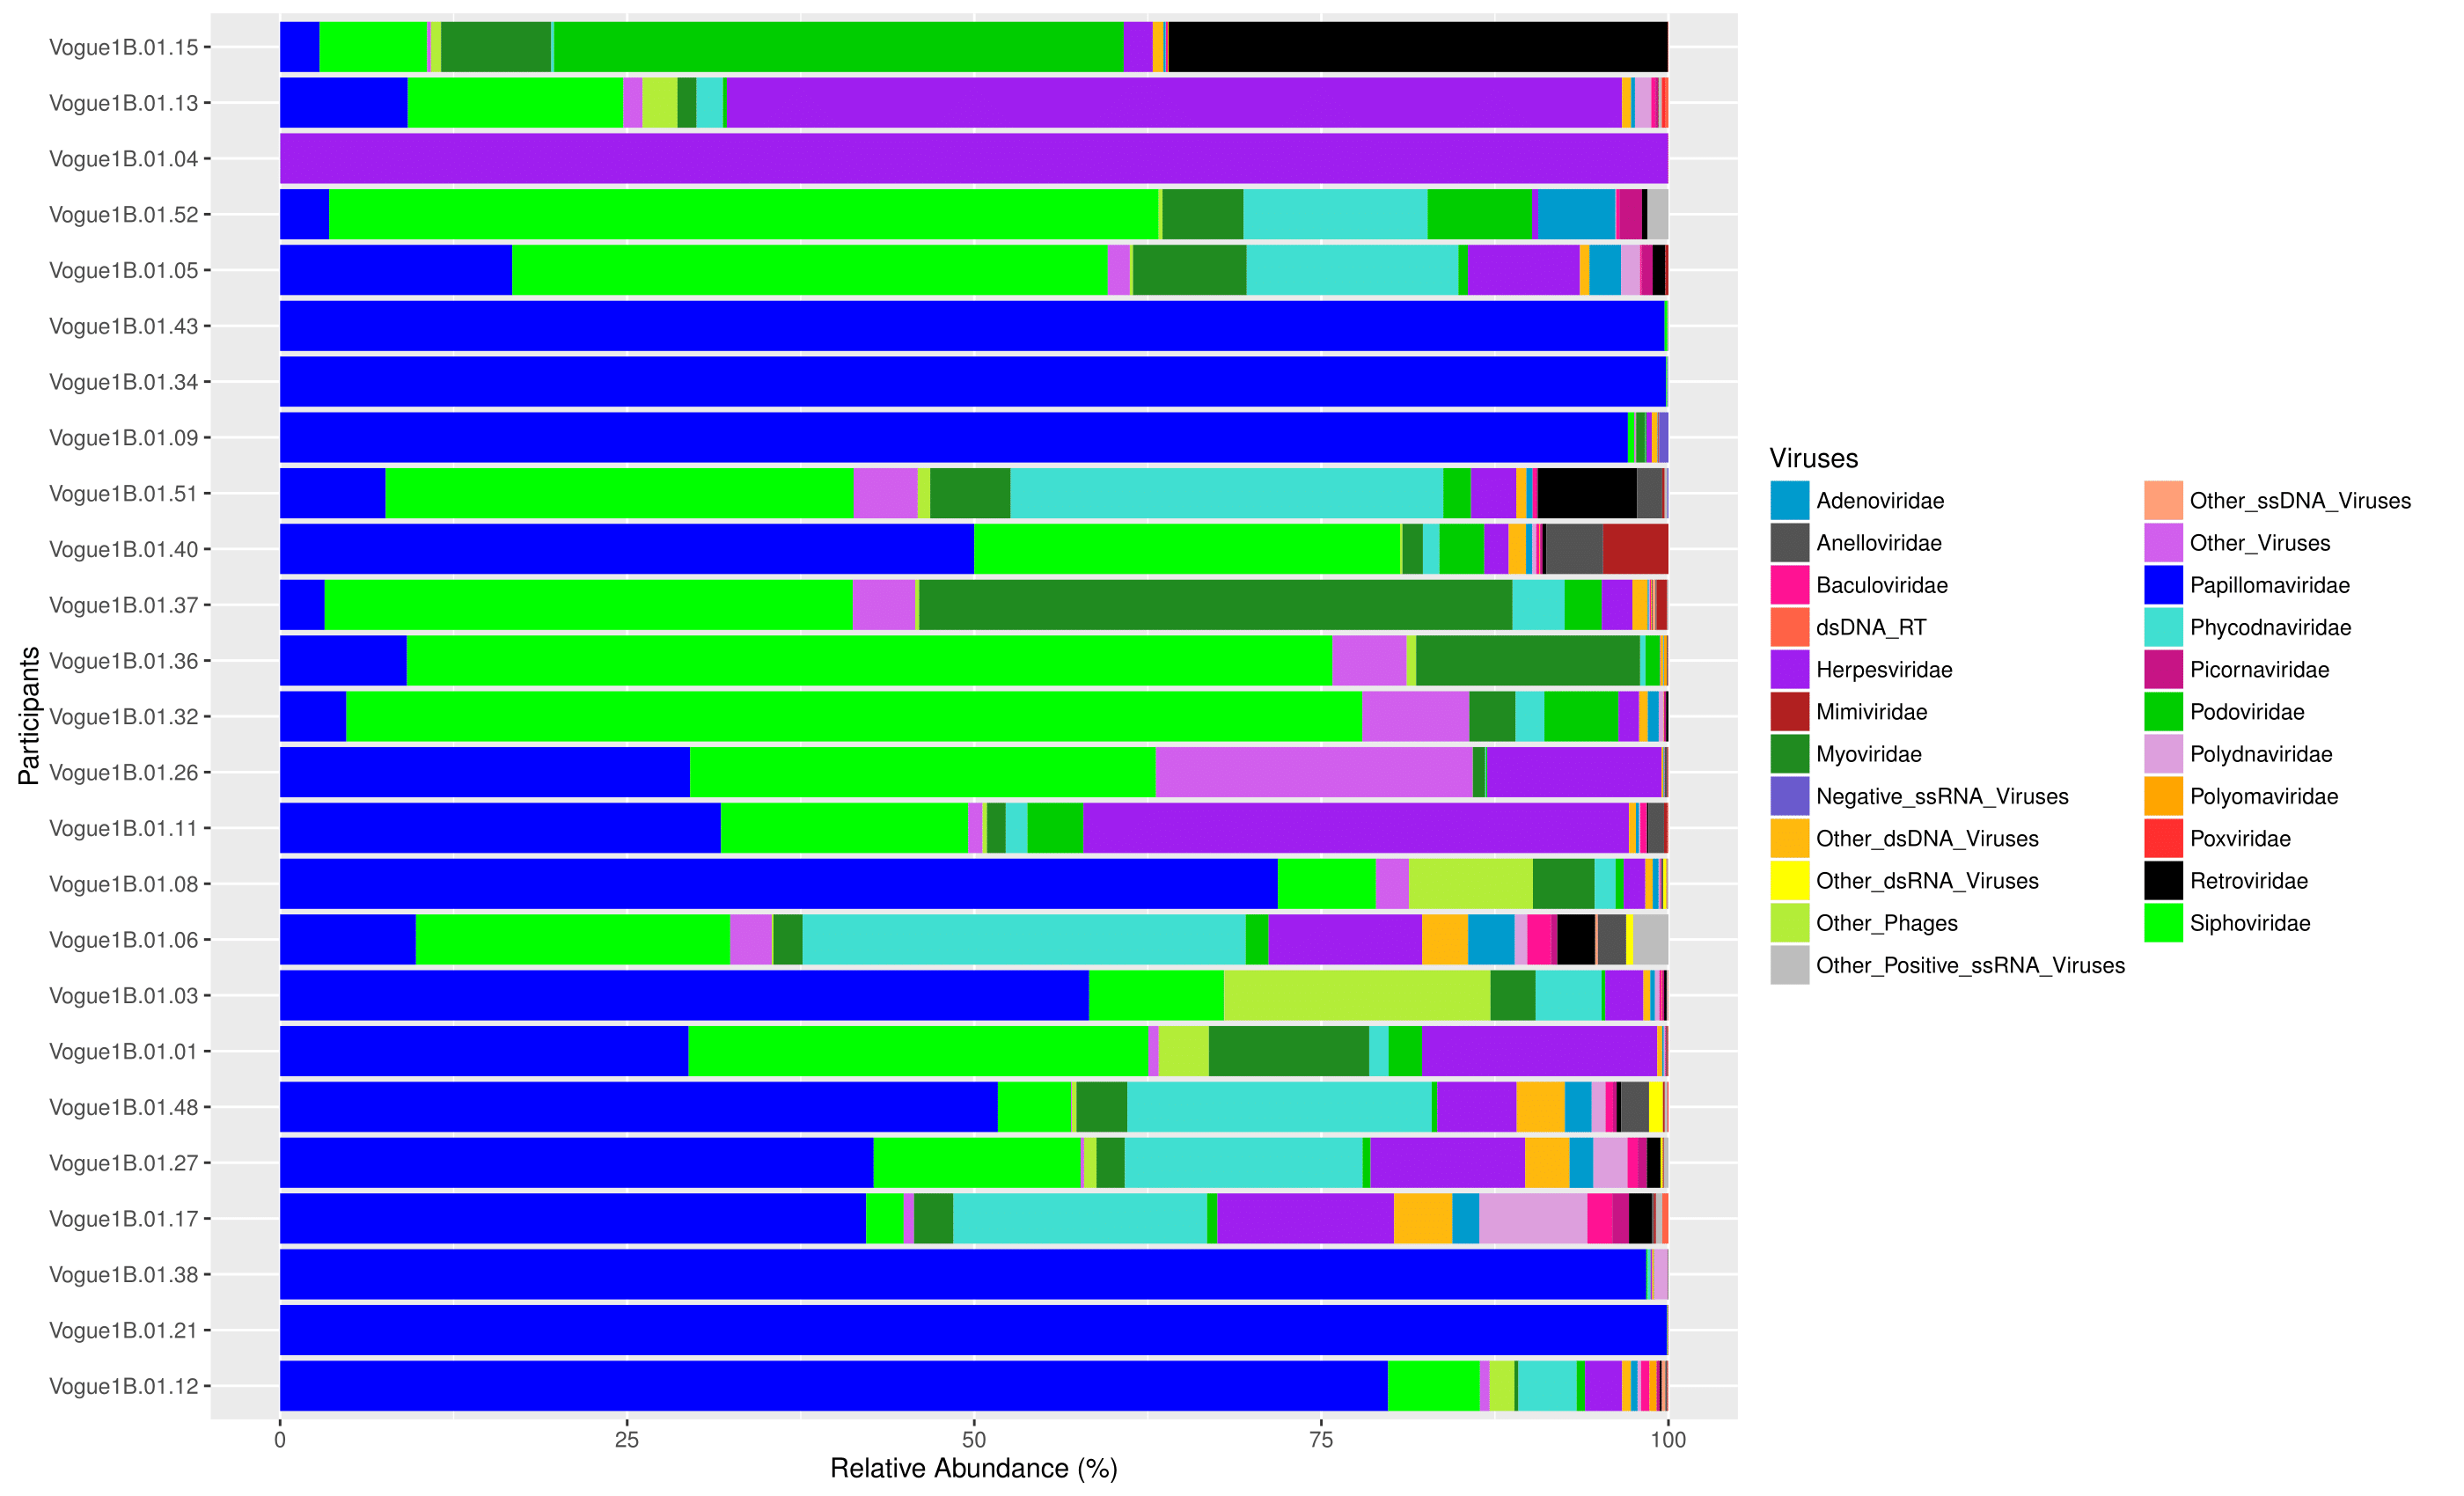 Participants
Vogue1B.01.15
Vogue1B.01.13
Vogue1B.01.04
Vogue1B.01.52
Vogue1B.01.05
Vogue1B.01.43
Vogue1B.01.34
Vogue1B.01.09
Vogue1B.01.51
Vogue1B.01.40
Vogue1B.01.37
Vogue1B.01.36
Vogue1B.01.32
Vogue1B.01.26
Vogue1B.01.11
Vogue1B.01.08
Vogue1B.01.06
Vogue1B.01.03
Vogue1B.01.01
Vogue1B.01.48
Vogue1B.01.27
Vogue1B.01.17
Vogue1B.01.38
Vogue1B.01.21
Vogue1B.01.12
0 25 50 75 100
Relative Abundance (%)
Viruses
Adenoviridae
Anelloviridae
Baculoviridae
dsDNA_RT
Herpesviridae
Mimiviridae
Myoviridae
Negative_ssRNA_Viruses
Other_dsDNA_Viruses
Other_dsRNA_Viruses
Other_Phages
Other_Positive_ssRNA_Viruses
Other_ssDNA_Viruses
Other_Viruses
Papillomaviridae
Phycodnaviridae
Picornaviridae
Podoviridae
Polydnaviridae
Polyomaviridae
Poxviridae
Retroviridae
Siphoviridae